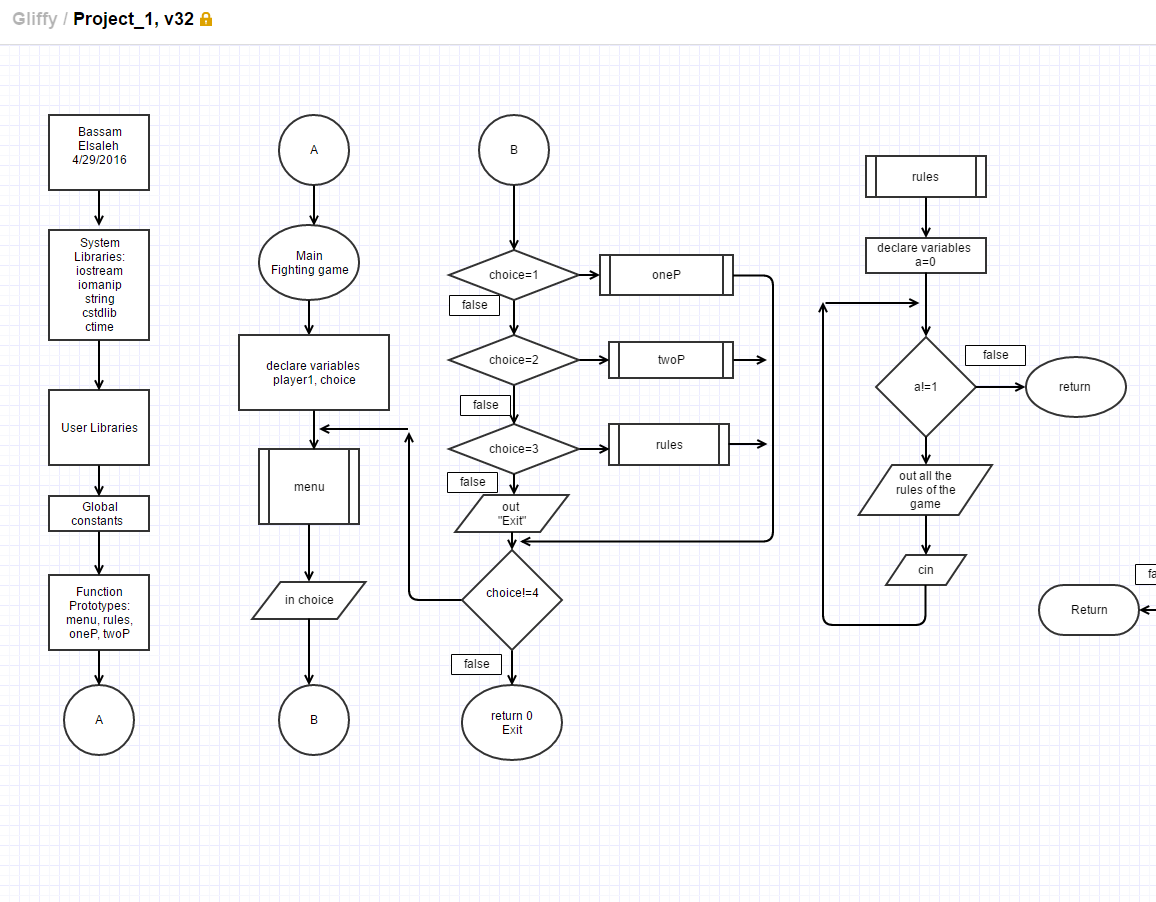 Gliffy / Project_1, v32
Bassam
Elsaleh
4/29/2016
System
Libraries:
iostream
iomanip
string
cstdlib
ctime
User Libraries
Global
constants
Function
Prototypes:
menu, rules,
oneP, twoP
A
A
Main
Fighting game
declare variables
player1, choice
menu
in choice
B
B
choice=1
oneP
false
choice=2
twoP
false
choice=3
rules
false
out
"Exit"
choice!=4
false
return 0
Exit
rules
declare variables
a=0
a!=1
false
return
out all the
rules of the
game
cin
Return